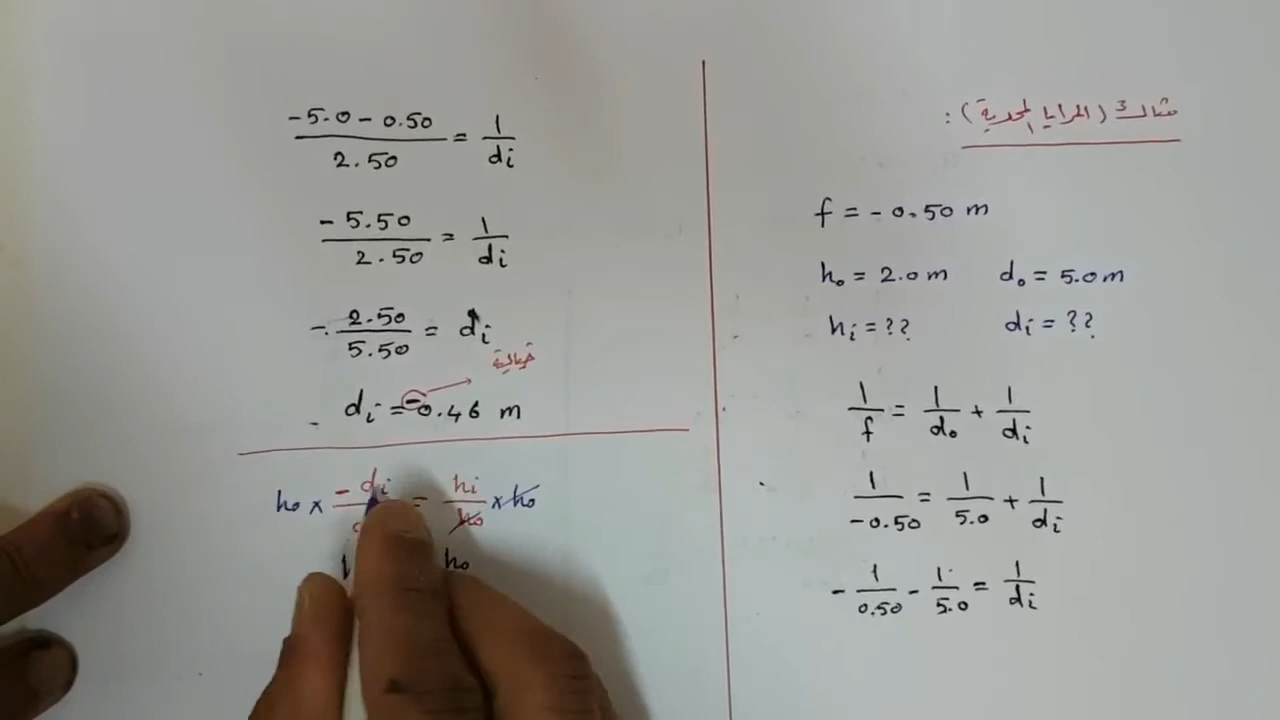 مثال 3 (المرايا المحدبة):
f = - 0.50 m
h₀ = 2.0 m d₀ = 5.0 m
hᵢ = ?? dᵢ = ??
1/f = 1/d₀ + 1/dᵢ
1/-0.50 = 1/5.0 + 1/dᵢ
- 1/0.50 - 1/5.0 = 1/dᵢ
-5.0 - 0.50 / 2.50 = 1/dᵢ
- 5.50 / 2.50 = 1/dᵢ
- 2.50 / 5.50 = dᵢ
خيالية
dᵢ = -0.46 m
h₀ × - dᵢ = hᵢ/h₀ × h₀
h₀